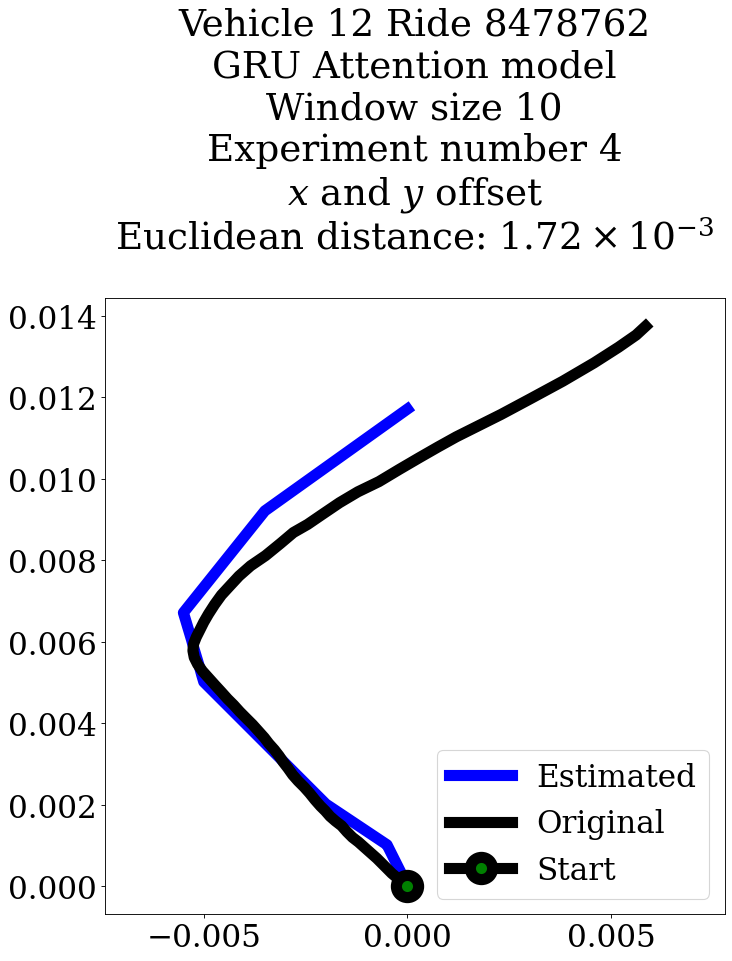 Vehicle 12 Ride 8478762
GRU Attention model
Window size 10
Experiment number 4
x and y offset
Euclidean distance: 1.72 × 10⁻³
0.014
0.012
0.010
0.008
0.006
0.004
0.002
0.000
Estimated
Original
Start
−0.005 0.000 0.005